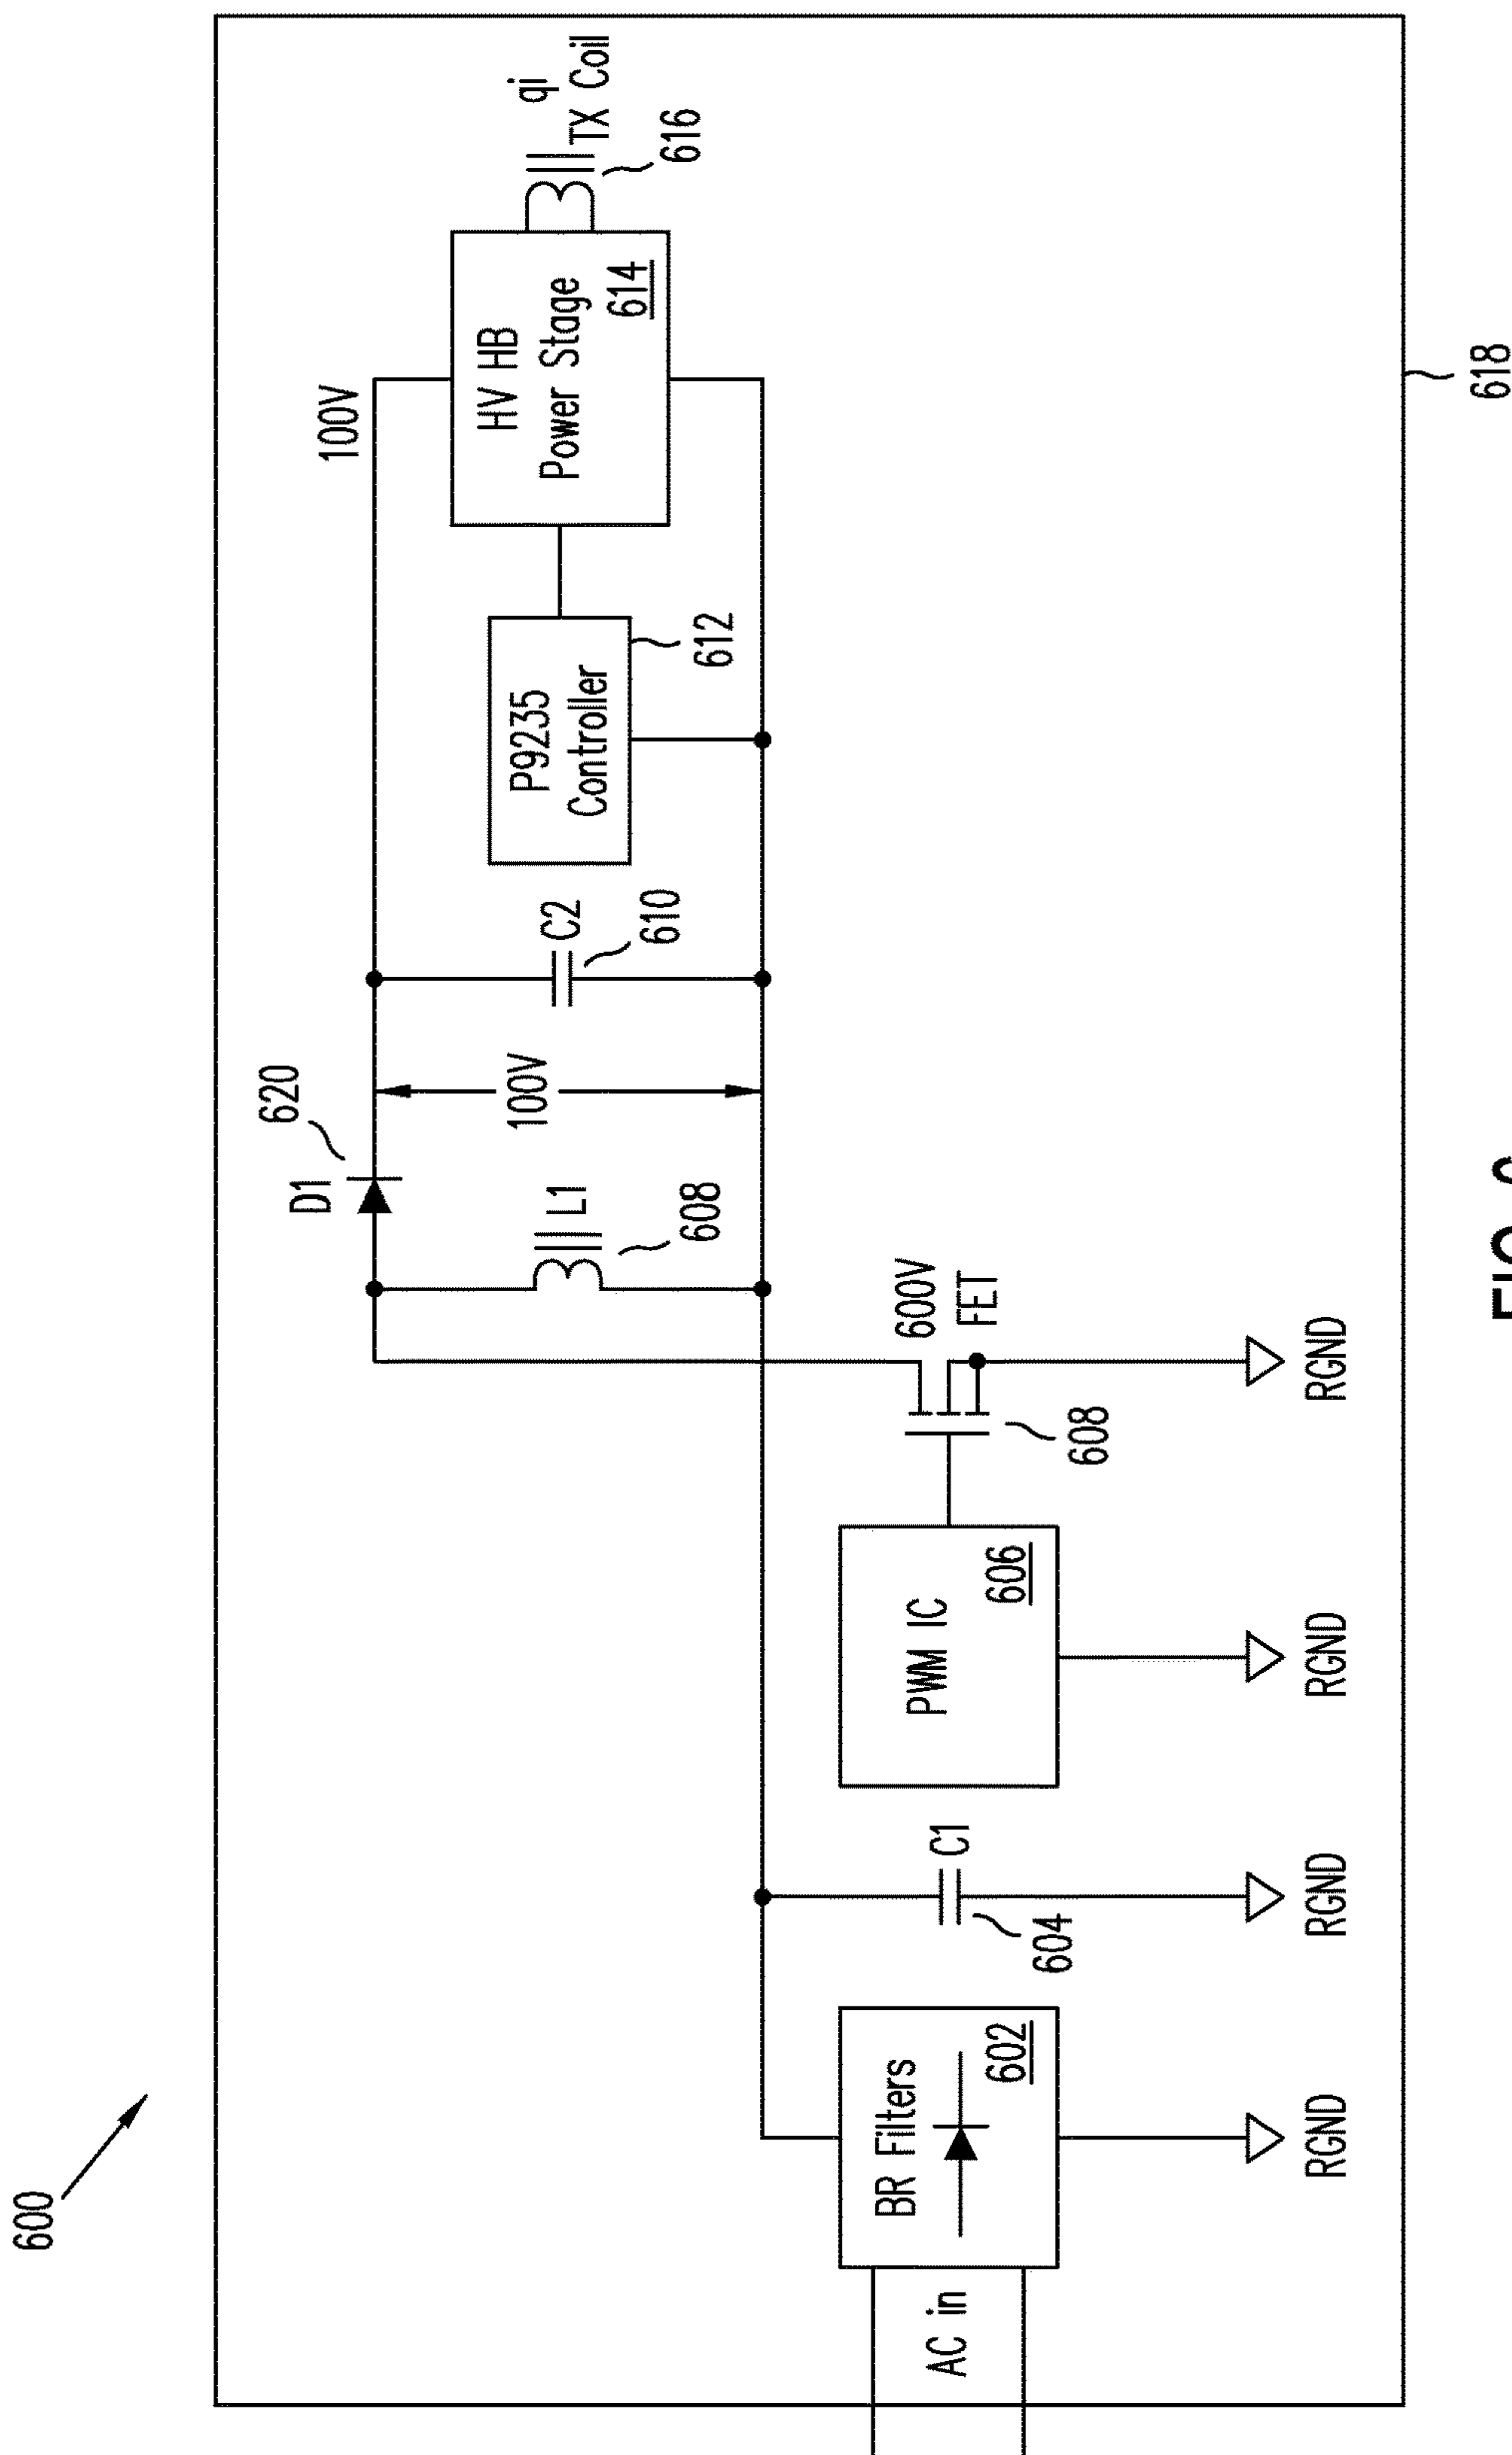 600
620
D1
100V
qi
TX Coil
616
HV HB
Power Stage
614
P9235
Controller
612
C2
610
100V
L1
608
BR Filters
602
AC in
C1
604
PWM IC
606
600V
FET
608
RGND
RGND
RGND
RGND
618
FIG.